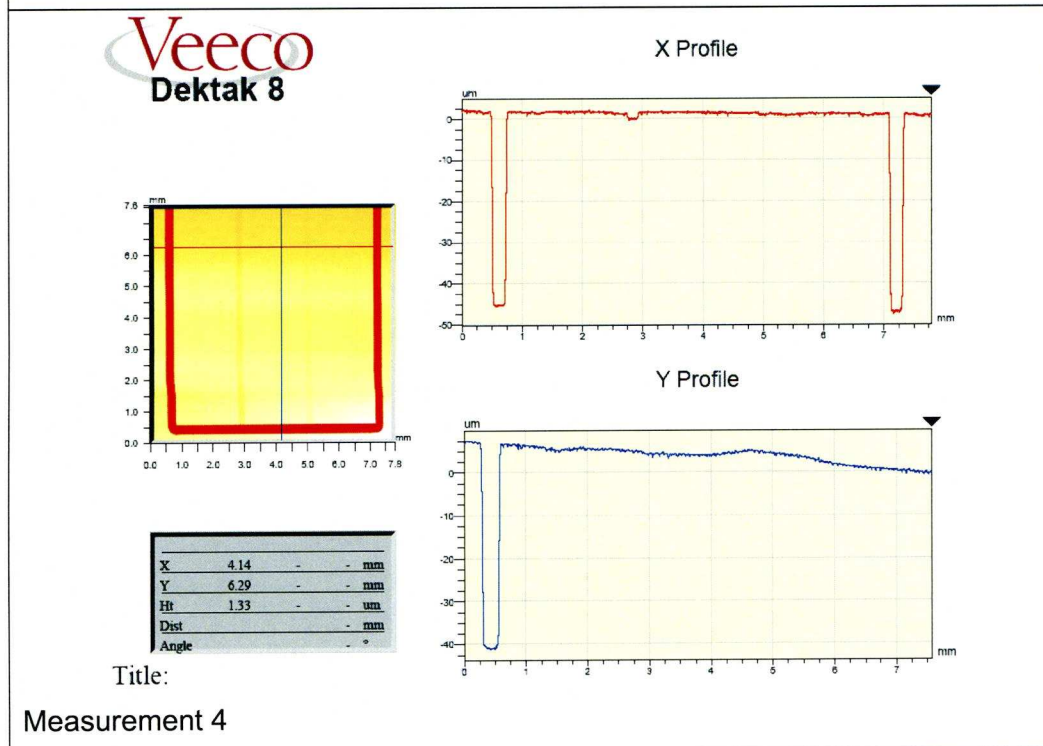 Veeco
Dektak 8
X Profile
um
0
-10
-20
-30
-40
-50
0 1 2 3 4 5 6 7
mm
mm
7.6
6.0
5.0
4.0
3.0
2.0
1.0
0.0
mm
0.0 1.0 2.0 3.0 4.0 5.0 6.0 7.0 7.8
Y Profile
um
0
-10
-20
-30
-40
0 1 2 3 4 5 6 7
mm
X 4.14 - - mm
Y 6.29 - - mm
Ht 1.33 - - um
Dist - mm
Angle - °
Title:
Measurement 4